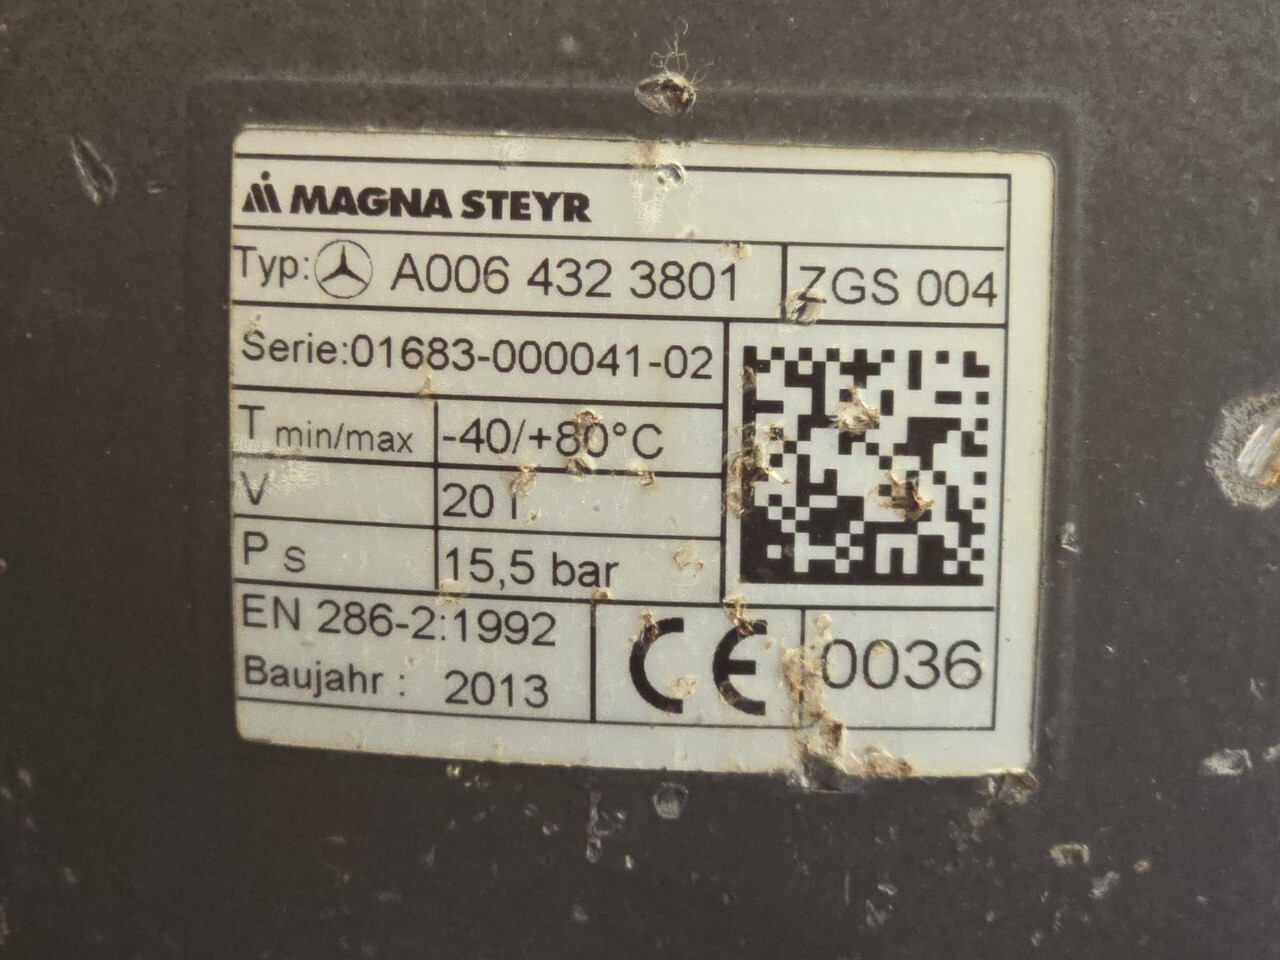 MAGNA STEYR
Typ: A006 432 3801 ZGS 004
Serie:01683-000041-02
T min/max -40/+80°C
V 20 l
P S 15,5 bar
EN 286-2:1992
Baujahr : 2013
CE 0036